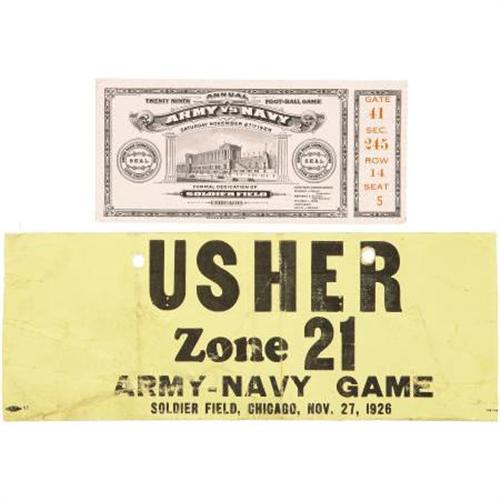 ANNUAL
TWENTY NINTH FOOT-BALL GAME
ARMY VS NAVY
SATURDAY NOVEMBER 27TH 1926
SEAL
SEAL
FORMAL DEDICATION OF
SOLDIER FIELD
CHICAGO
GATE
41
SEC.
245
ROW
14
SEAT
5
USHER
Zone 21
ARMY-NAVY GAME
SOLDIER FIELD, CHICAGO, NOV. 27, 1926